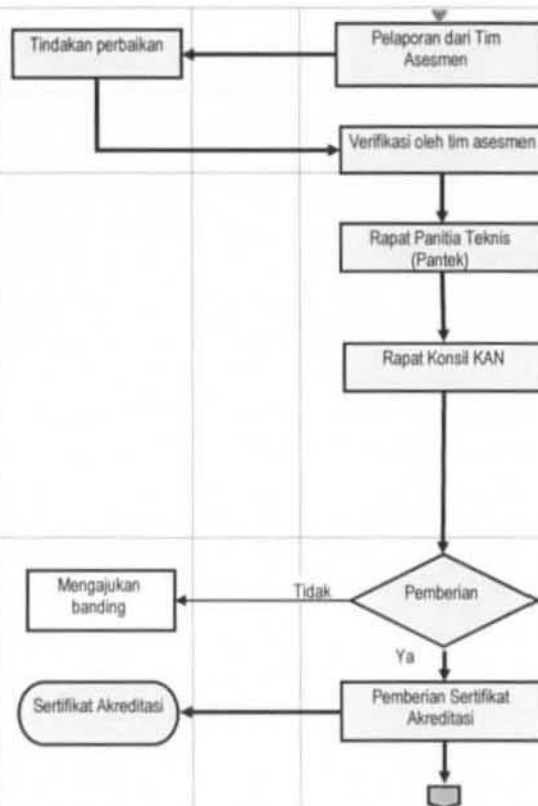 Tindakan perbaikan
Pelaporan dari Tim
Asesmen
Verifikasi oleh tim asesmen
Rapat Panitia Teknis
(Pantek)
Rapat Konsil KAN
Mengajukan
banding
Tidak
Pemberian
Ya
Sertifikat Akreditasi
Pemberian Sertifikat
Akreditasi